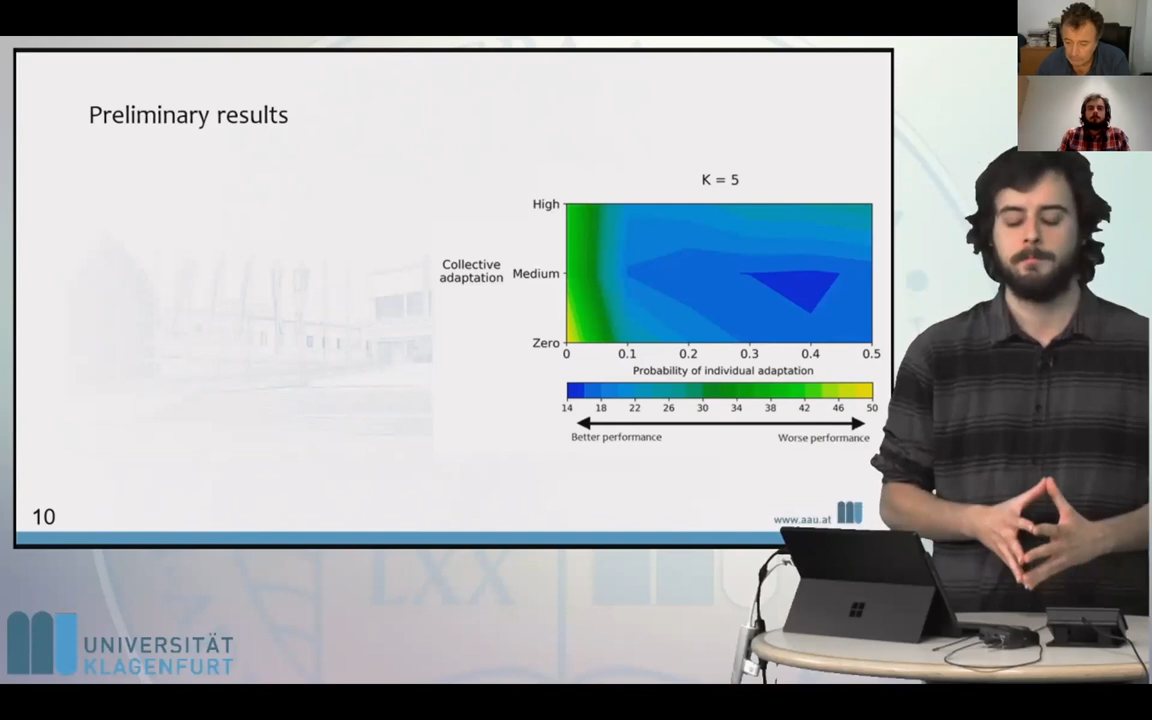 Preliminary results
K = 5
High
Collective
adaptation
Medium
Zero
0 0.1 0.2 0.3 0.4 0.5
Probability of individual adaptation
14 18 22 26 30 34 38 42 46 50
Better performance Worse performance
10
www.aau.at
LXX
UNIVERSITÄT
KLAGENFURT